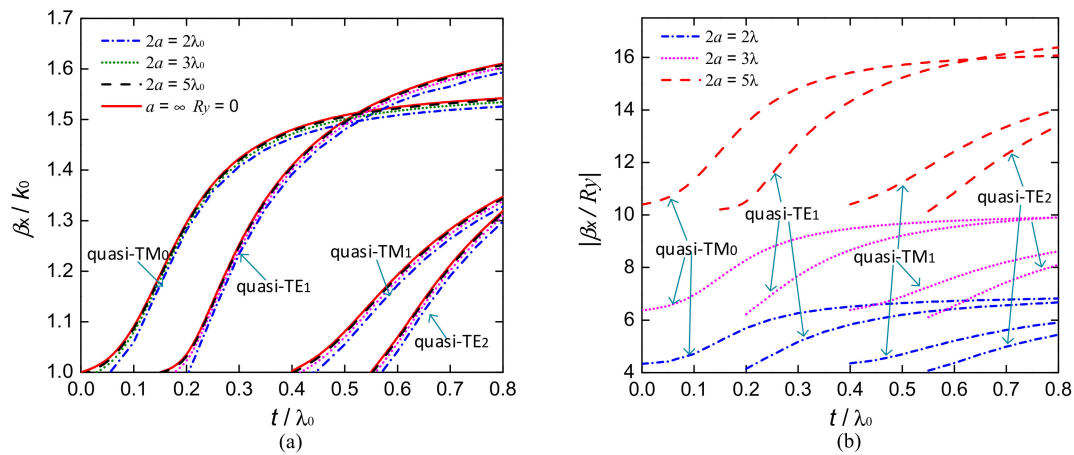 1.7
1.6
1.5
1.4
1.3
1.2
1.1
1.0
βx / k0
2a = 2λ0
2a = 3λ0
2a = 5λ0
a = ∞ Ry = 0
quasi-TM0
quasi-TE1
quasi-TM1
quasi-TE2
0.0 0.1 0.2 0.3 0.4 0.5 0.6 0.7 0.8
t / λ0
(a)
16
14
12
10
8
6
4
|βx / Ry|
2a = 2λ
2a = 3λ
2a = 5λ
quasi-TE1
quasi-TE2
quasi-TM0
quasi-TM1
0.0 0.1 0.2 0.3 0.4 0.5 0.6 0.7 0.8
t / λ0
(b)